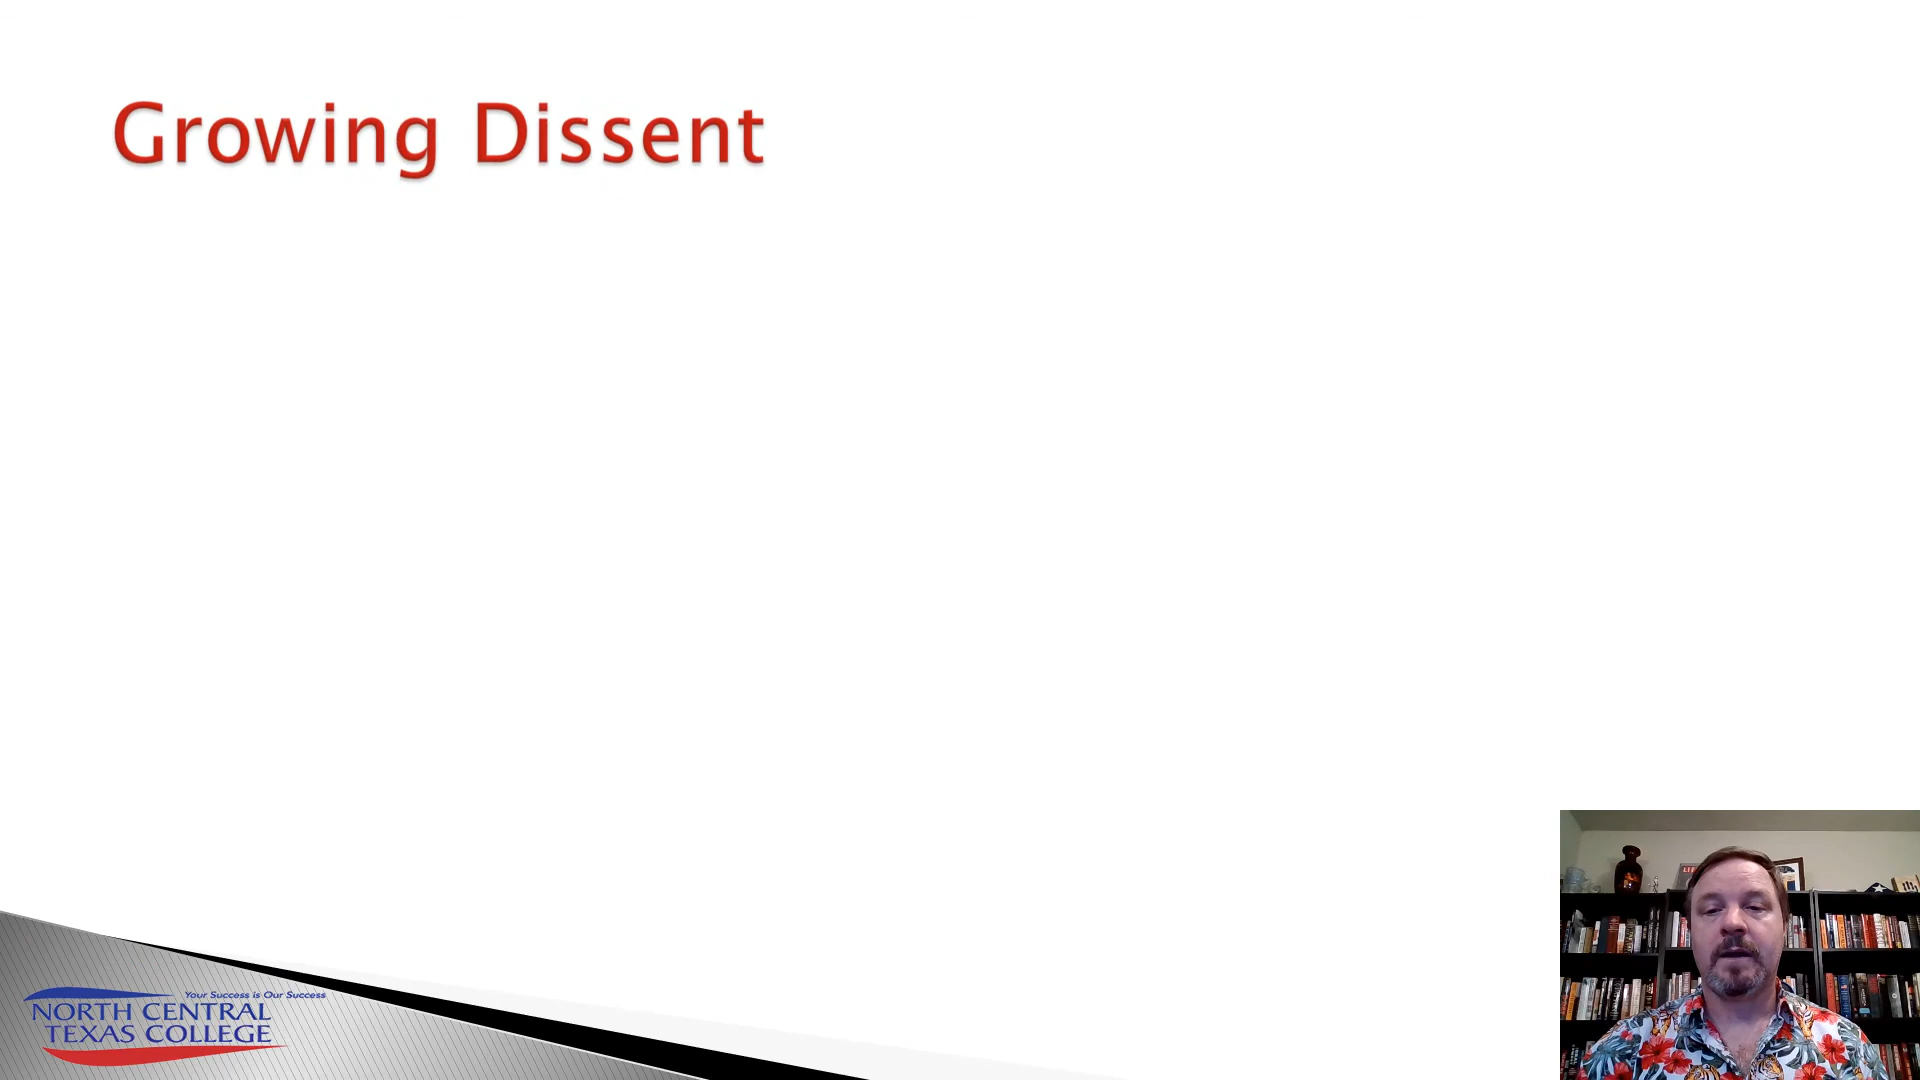 Growing Dissent
Your Success is Our Success
NORTH CENTRAL
TEXAS COLLEGE